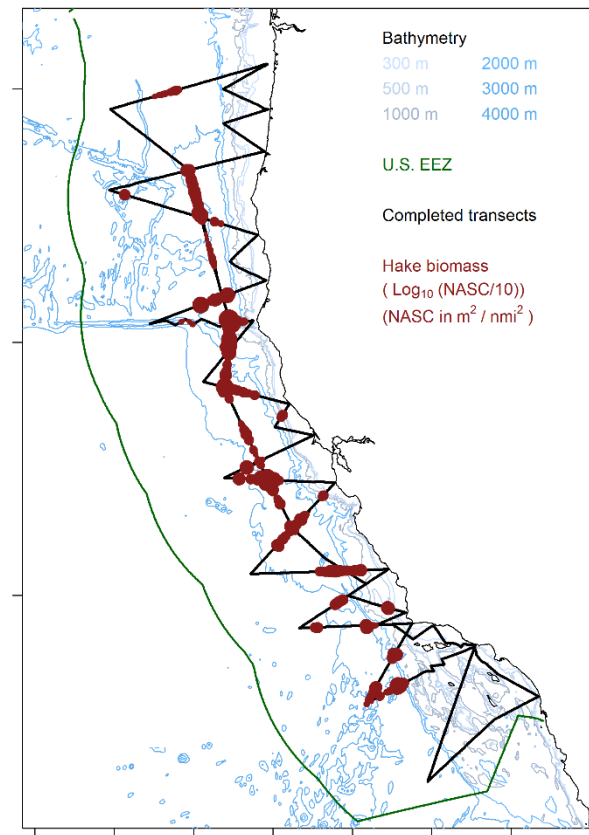 Bathymetry
300 m 2000 m
500 m 3000 m
1000 m 4000 m
U.S. EEZ
Completed transects
Hake biomass
( Log₁₀ (NASC/10))
(NASC in m² / nmi² )